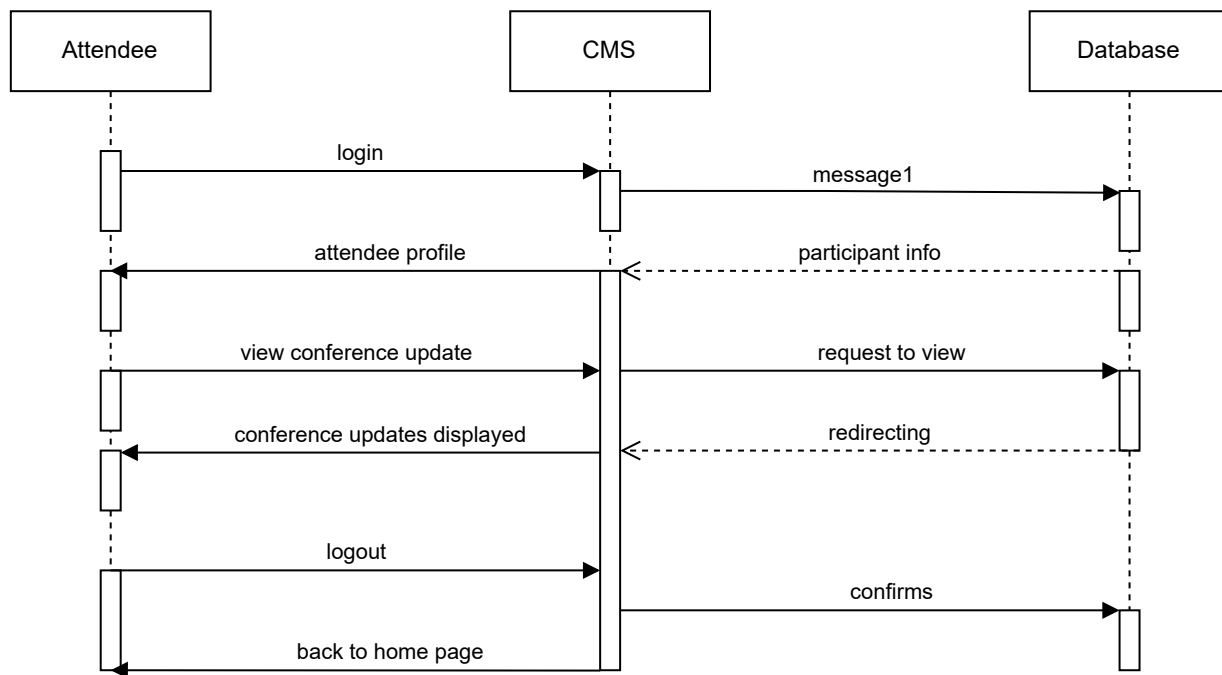 Attendee
CMS
Database
login
message1
attendee profile
participant info
view conference update
request to view
conference updates displayed
redirecting
logout
confirms
back to home page